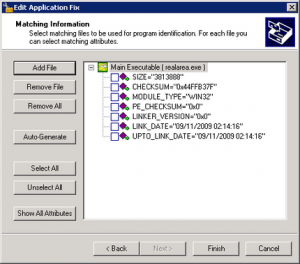 Edit Application Fix
Matching Information
Select matching files to be used for program identification. For each file you can select matching attributes.
Add File
Remove File
Remove All
Auto-Generate
Select All
Unselect All
Show All Attributes
Main Executable ( realarea.exe )
SIZE="3813888"
CHECKSUM="0x44FFB37F"
MODULE_TYPE="WIN32"
PE_CHECKSUM="0x0"
LINKER_VERSION="0x0"
LINK_DATE="09/11/2009 02:14:16"
UPTO_LINK_DATE="09/11/2009 02:14:16"
< Back
Next >
Finish
Cancel